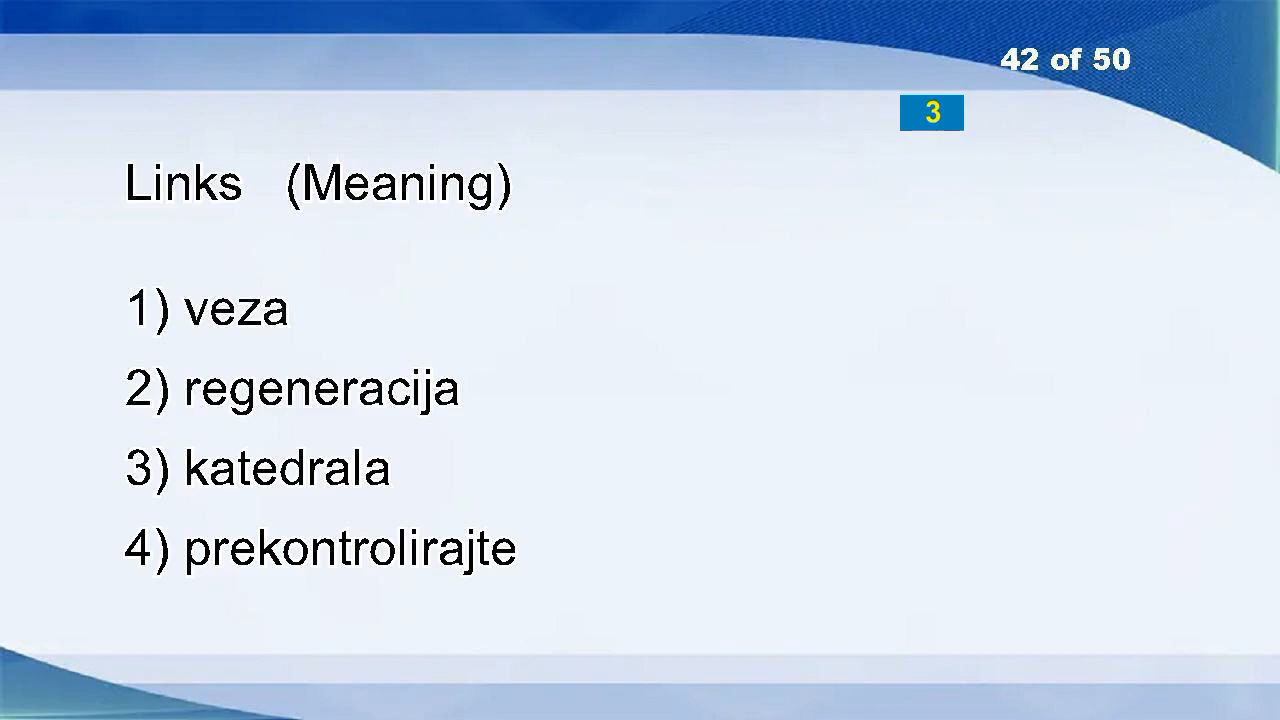 42 of 50
3
Links (Meaning)
1) veza
2) regeneracija
3) katedrala
4) prekontrolirajte